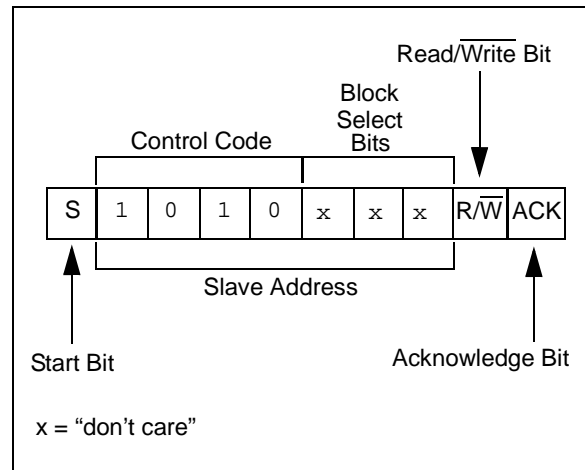 Read/Write Bit
Block
Select
Bits
Control Code
S 1 0 1 0 x x x R/W ACK
Slave Address
Start Bit
Acknowledge Bit
x = “don’t care”